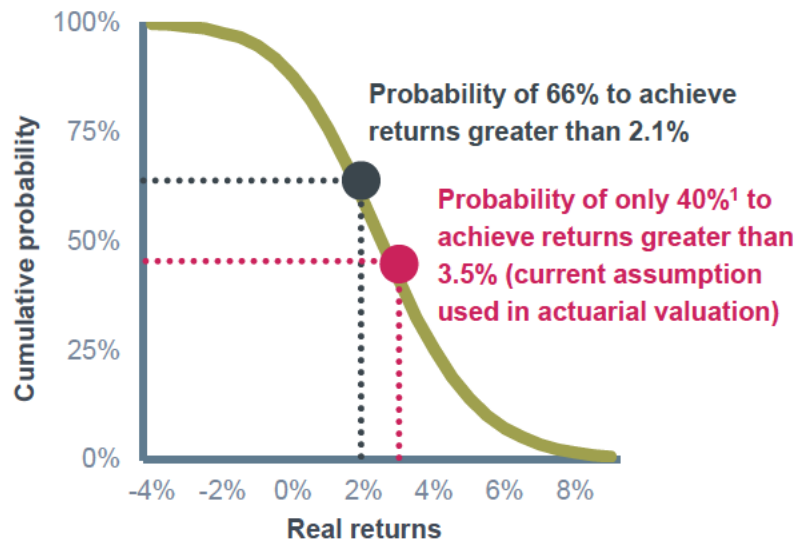 100%
75%
50%
25%
0%
Cumulative probability
Probability of 66% to achieve
returns greater than 2.1%
Probability of only 40%¹ to
achieve returns greater than
3.5% (current assumption
used in actuarial valuation)
-4% -2% 0% 2% 4% 6% 8%
Real returns